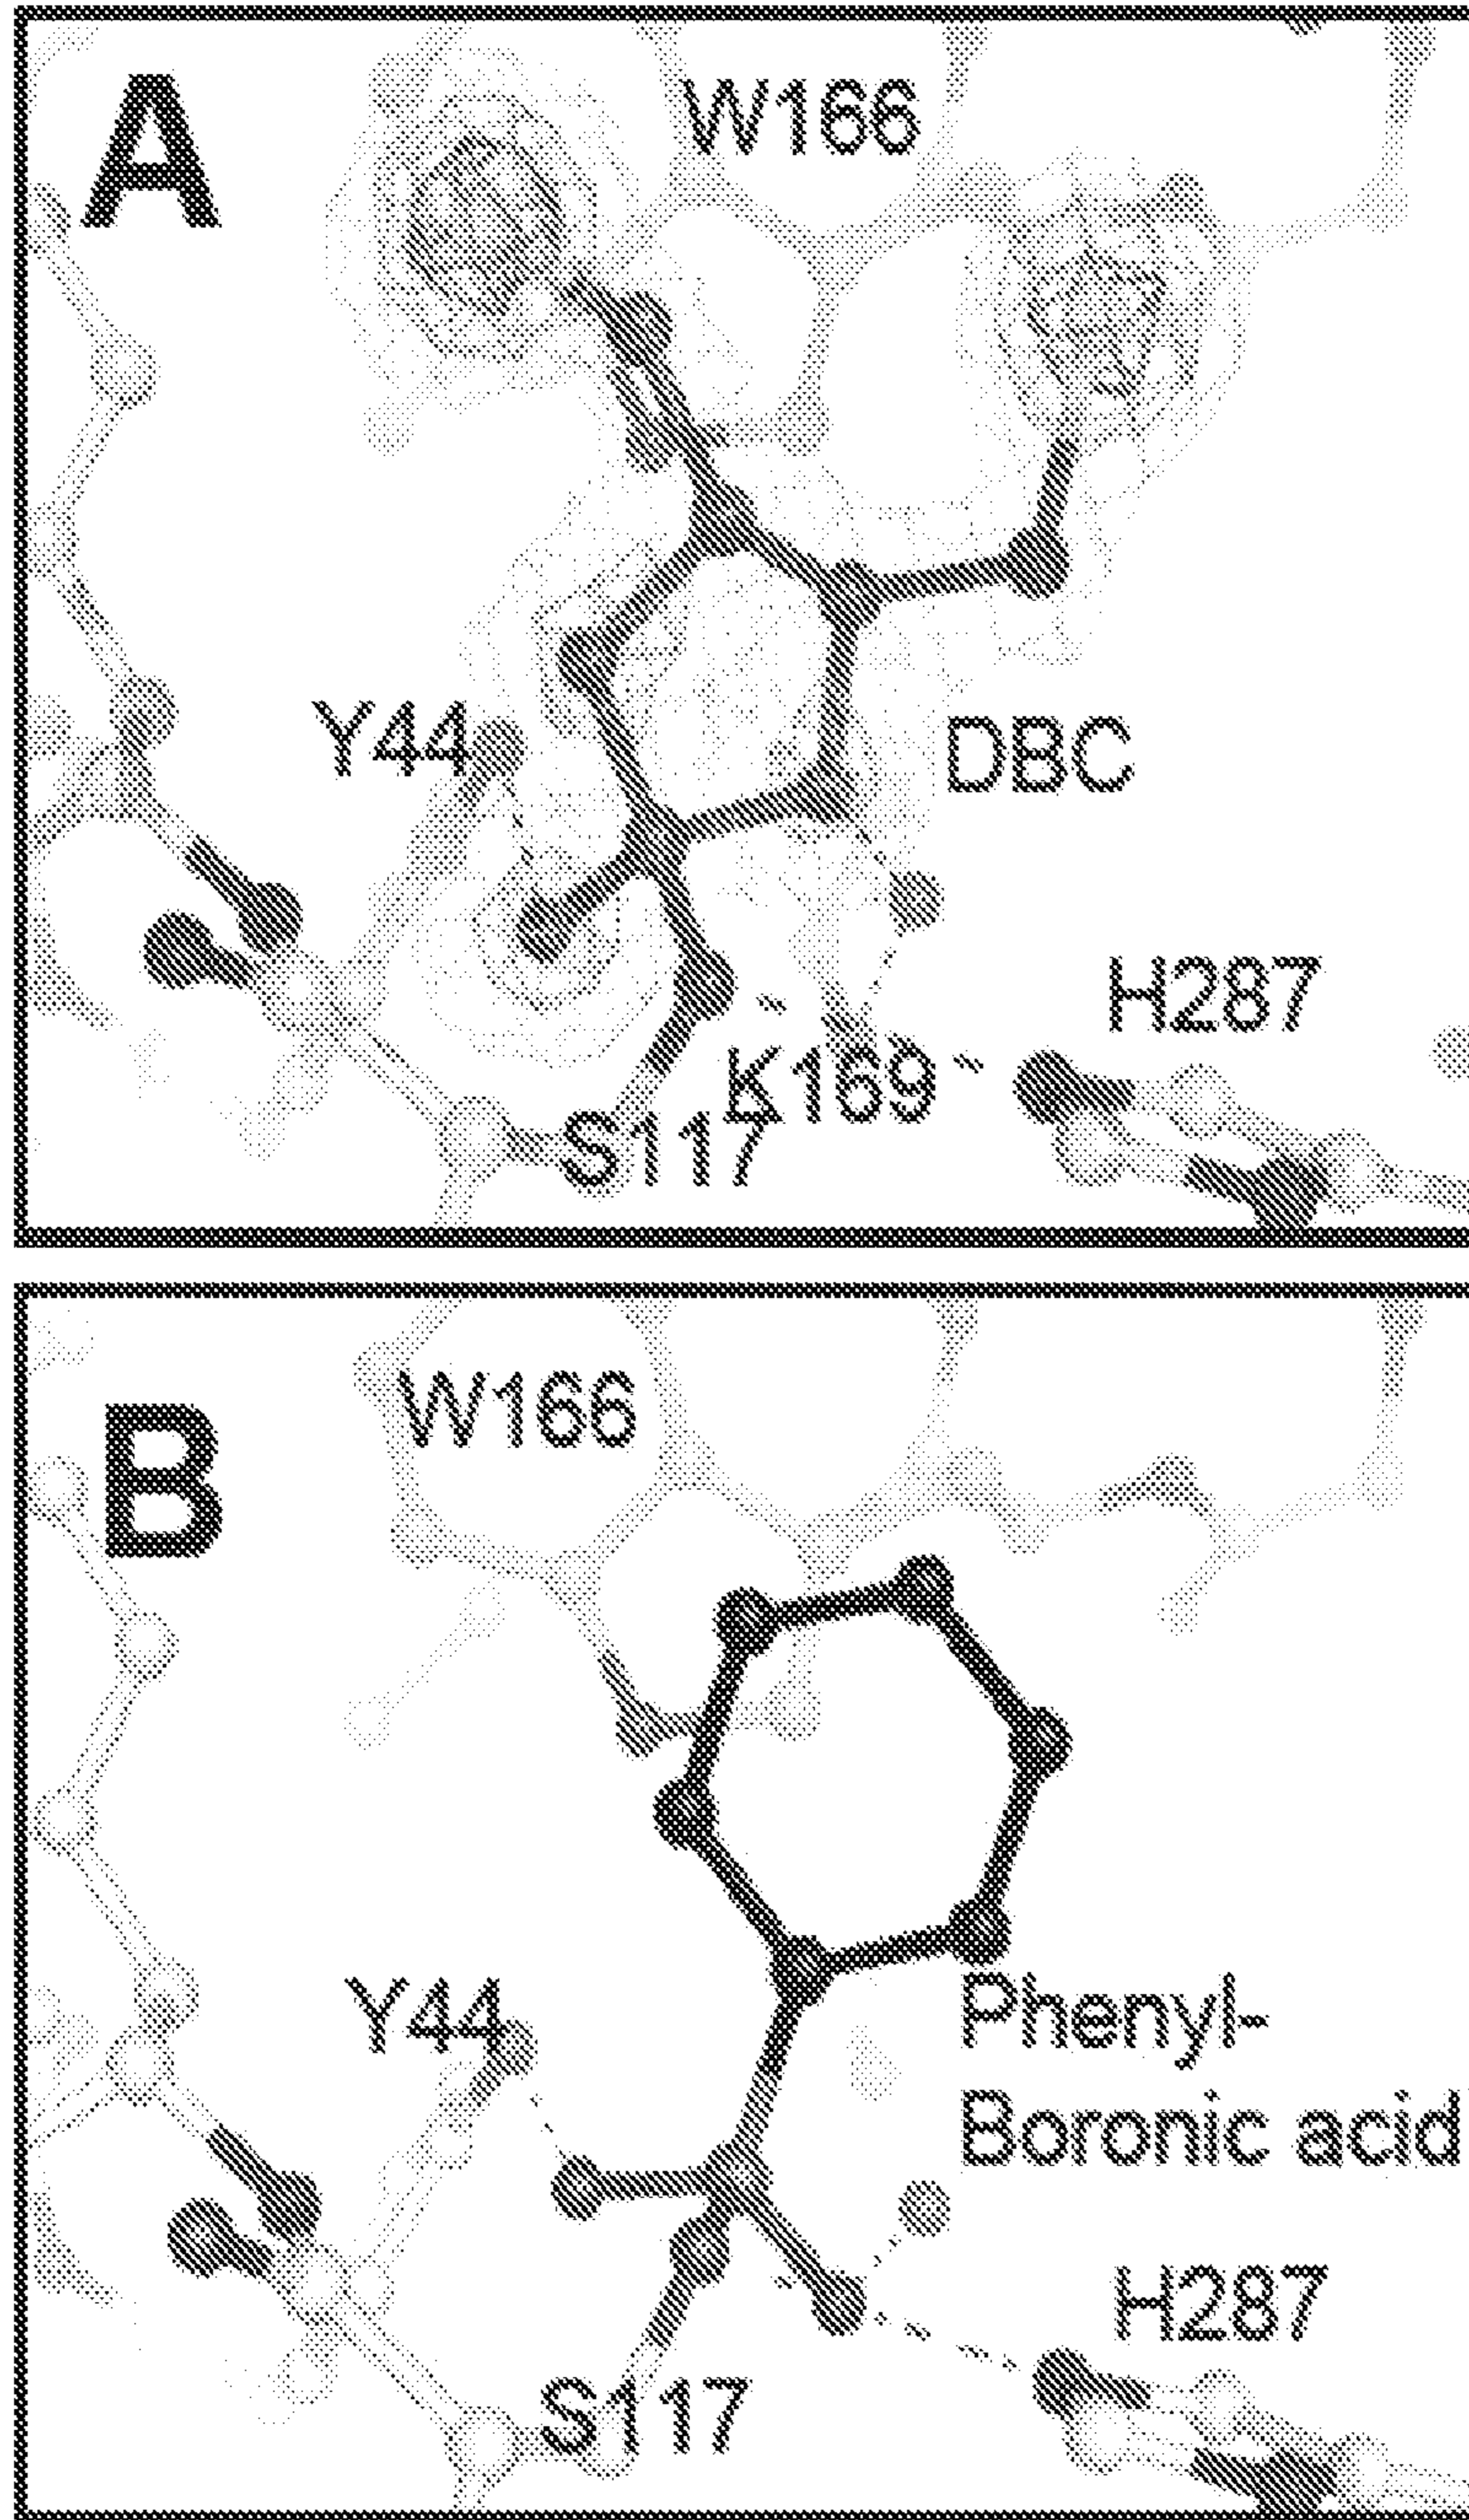 A
W166
Y44
DBC
H287
K169
S117
B
W166
Y44
Phenyl-
Boronic acid
H287
S117